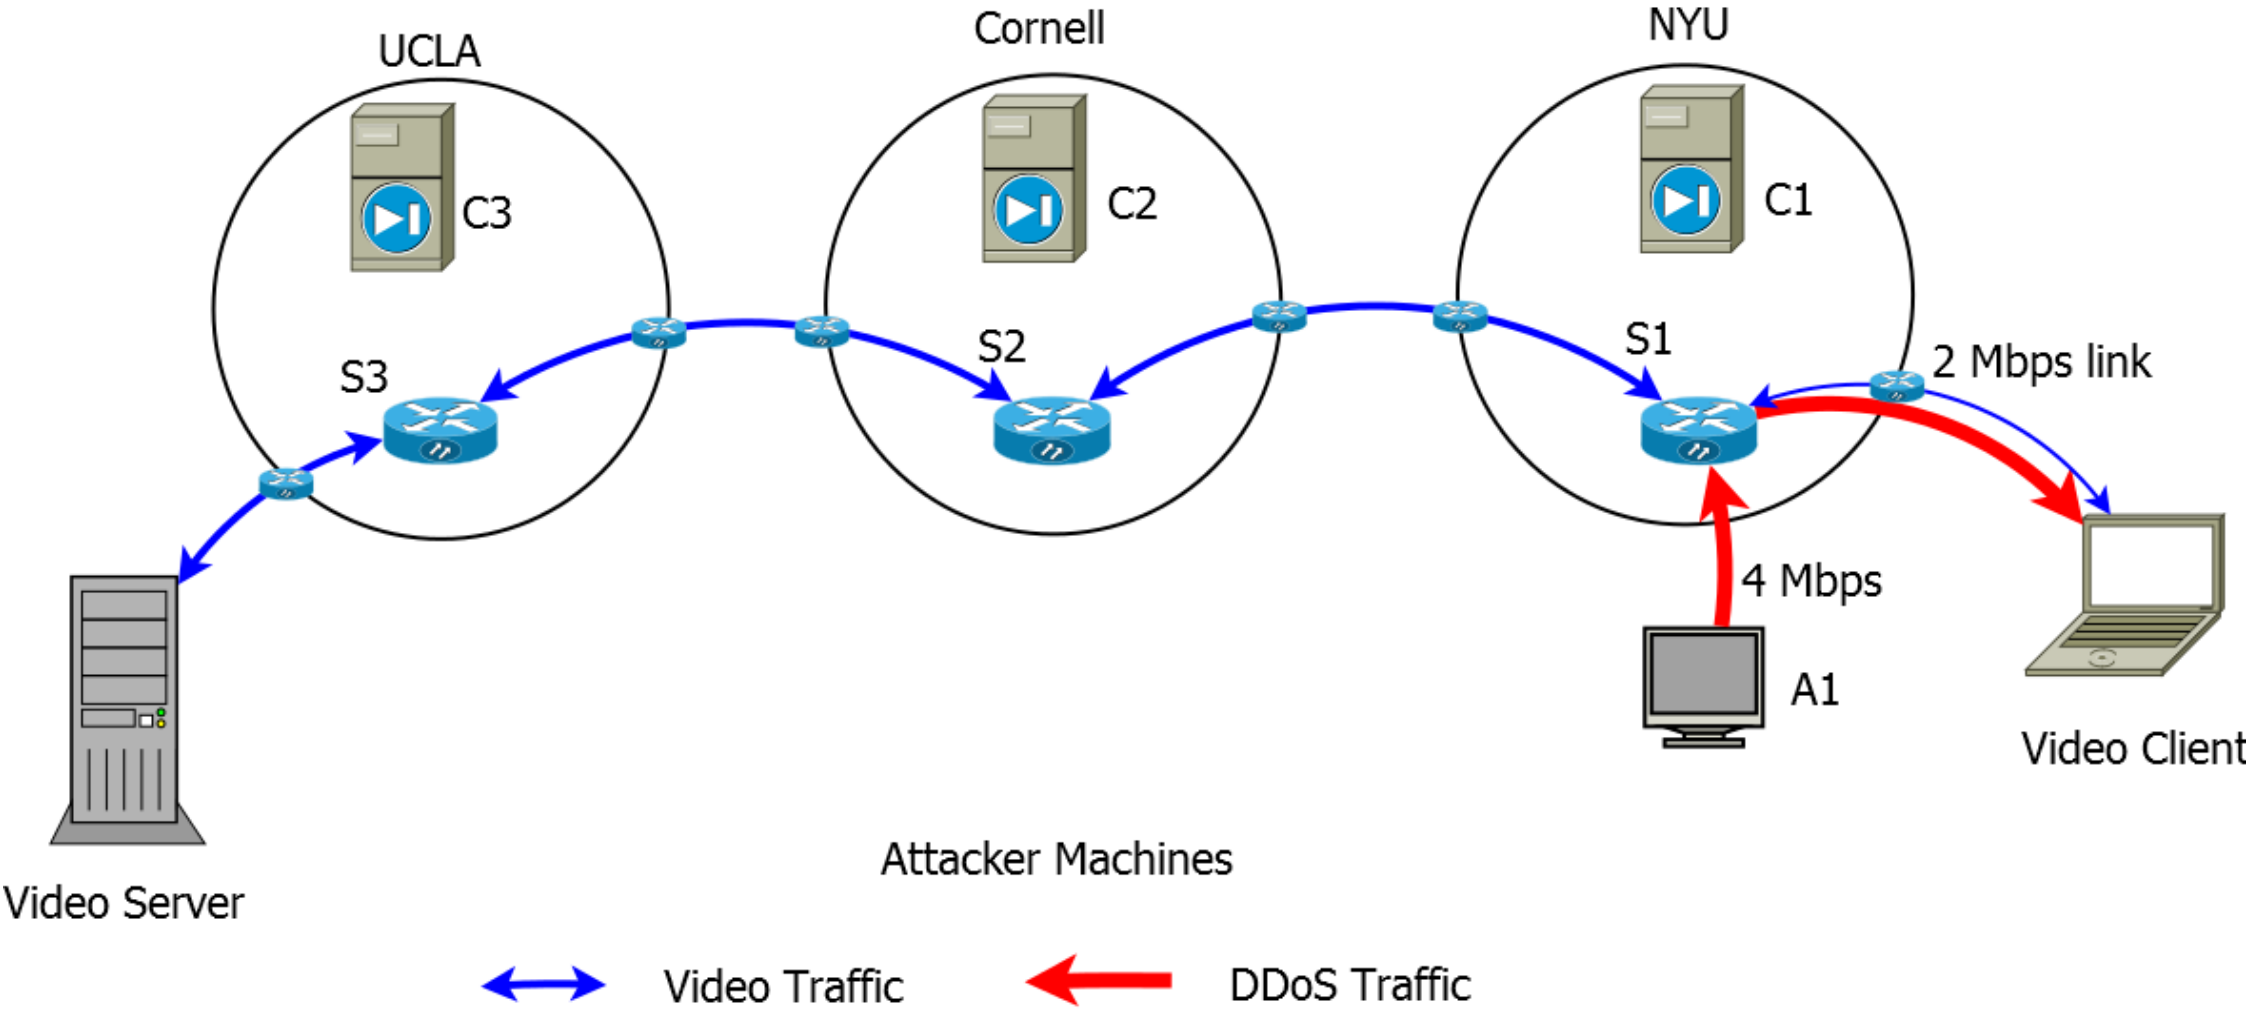 UCLA
Cornell
NYU
C3
C2
C1
S3
S2
S1
2 Mbps link
4 Mbps
A1
Video Client
Attacker Machines
Video Server
Video Traffic
DDoS Traffic